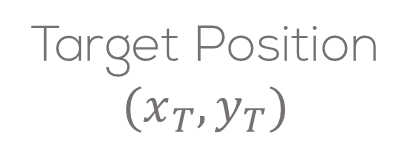 Target Position
(x_T, y_T)